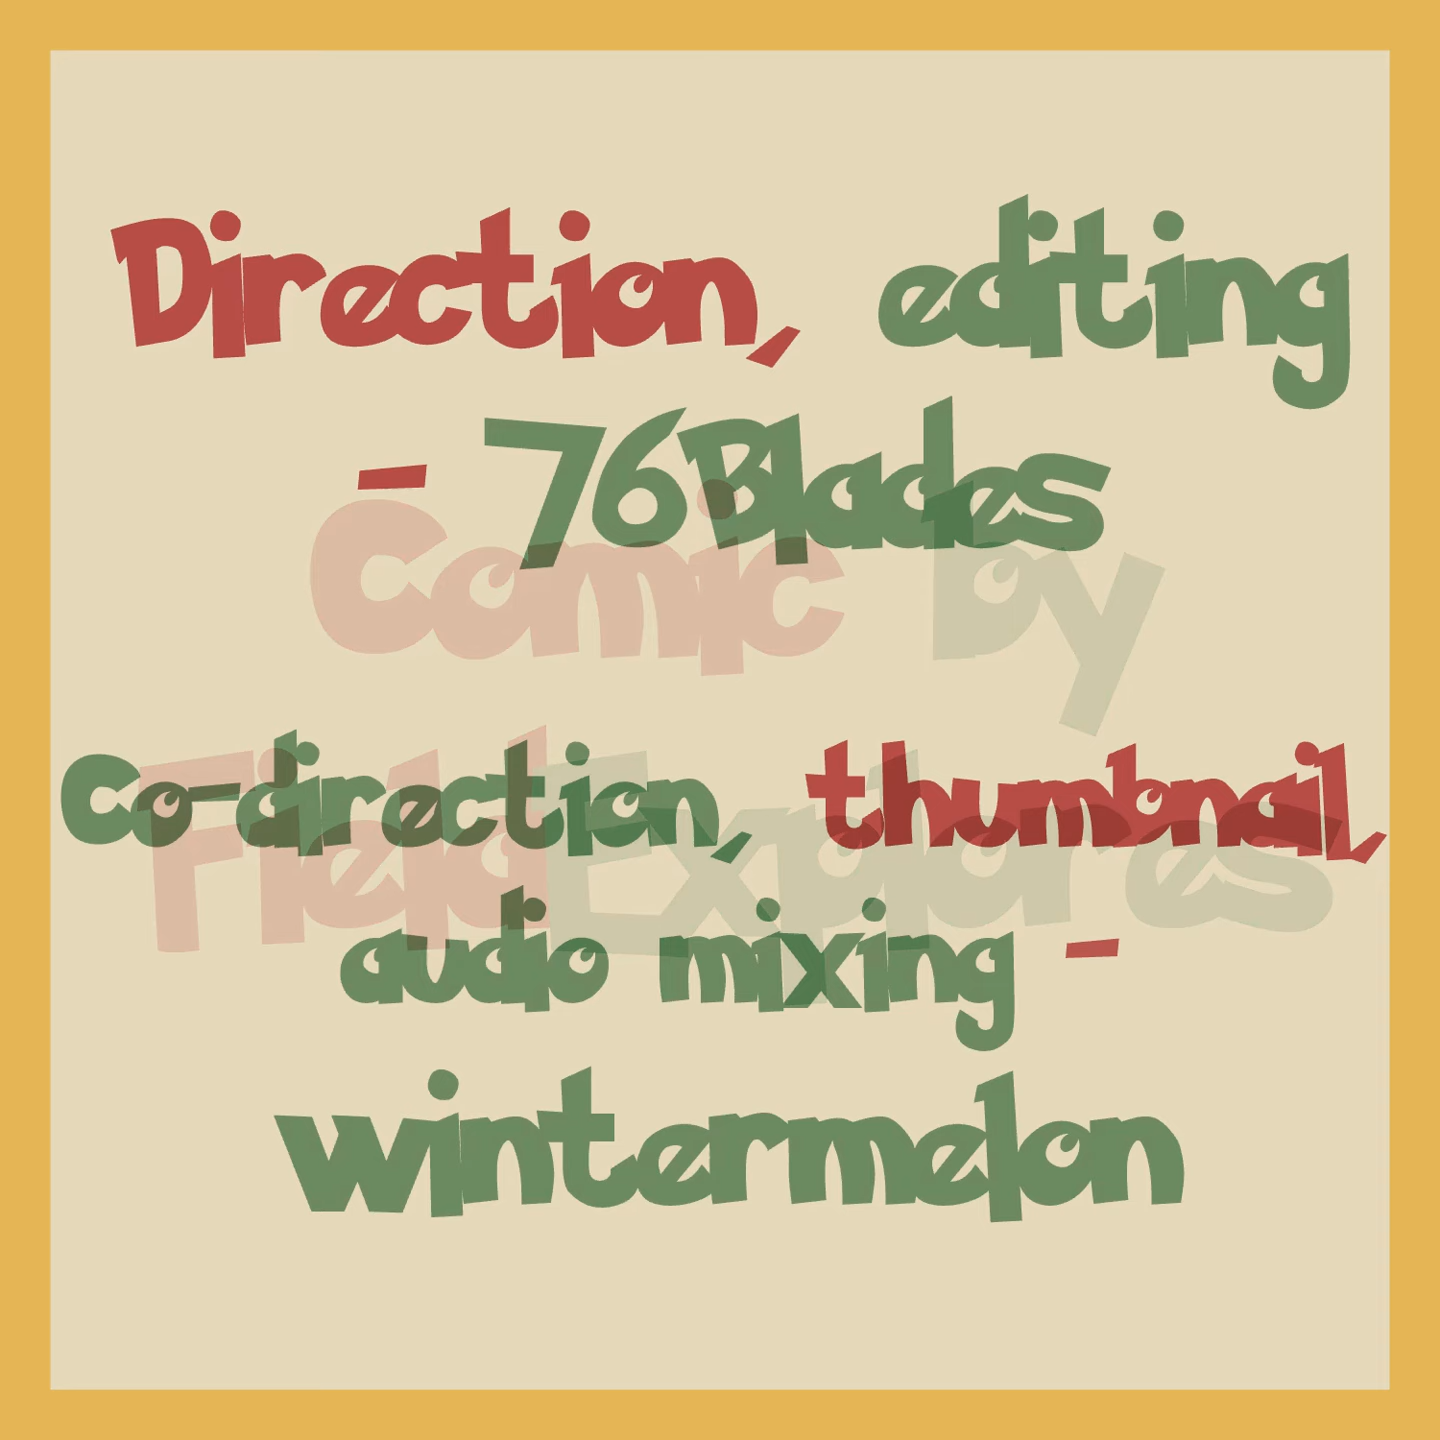 Direction, editing
- 76Blades
Comic by
FieldExplores
Co-direction, thumbnail,
audio mixing -
wintermelon